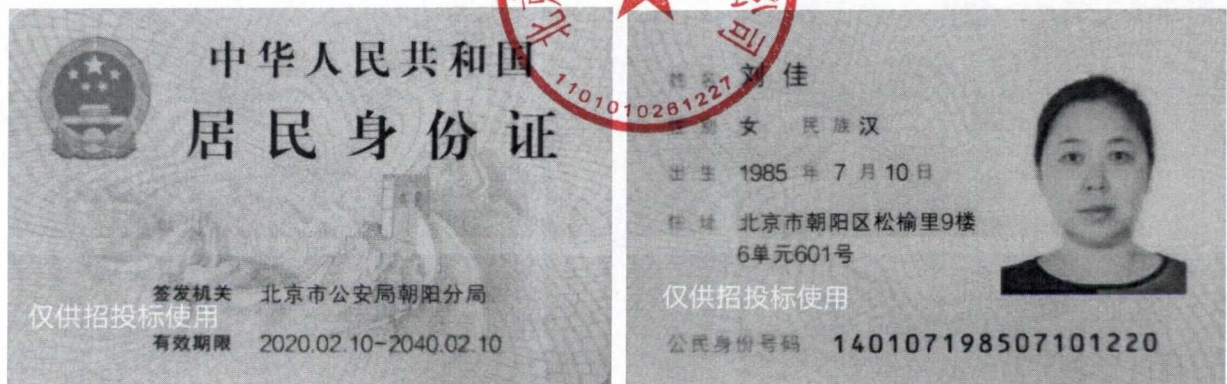 中华人民共和国
居民身份证
签发机关 北京市公安局朝阳分局
仅供招投标使用
有效期限 2020.02.10-2040.02.10
北
司
1101010261227
姓名 刘佳
性别 女 民族 汉
出生 1985 年 7 月 10 日
住址 北京市朝阳区松榆里9楼
6单元601号
仅供招投标使用
公民身份号码 140107198507101220